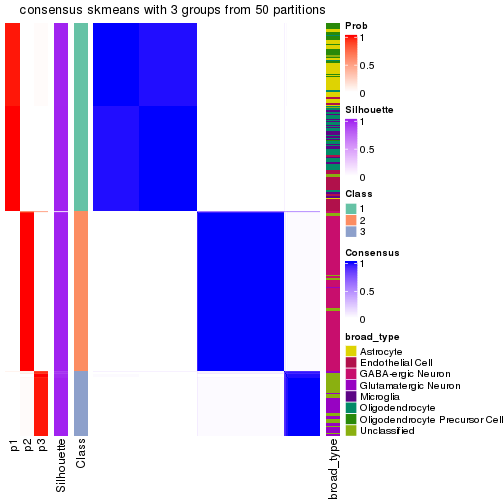 consensus skmeans with 3 groups from 50 partitions
Prob
1
0.5
0
Silhouette
1
0.5
0
Class
1
2
3
Consensus
1
0.5
0
broad_type
Astrocyte
Endothelial Cell
GABA-ergic Neuron
Glutamatergic Neuron
Microglia
Oligodendrocyte
Oligodendrocyte Precursor Cell
Unclassified
p1
p2
p3
Silhouette
Class
broad_type